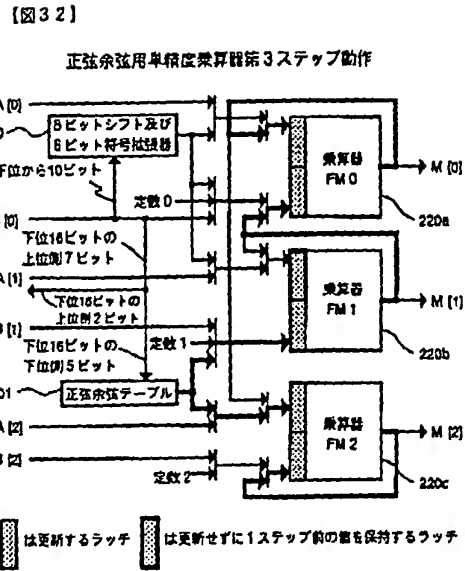 【図32】
正弦余弦用単精度乗算器第3ステップ動作
A [0]
8ビットシフト及び
6ビット符号拡張器
下位から10ビット
定数0
[0]
下位16ビットの
上位側7ビット
A [1]
下位16ビットの
上位側2ビット
B [1]
下位16ビットの
下位側5ビット
定数1
01
正弦余弦テーブル
A [2]
B [2]
定数2
乗算器
FM 0
M [0]
220a
乗算器
FM 1
M [1]
220b
乗算器
FM 2
M [2]
220c
は更新するラッチ
は更新せずに1ステップ前の値を保持するラッチ